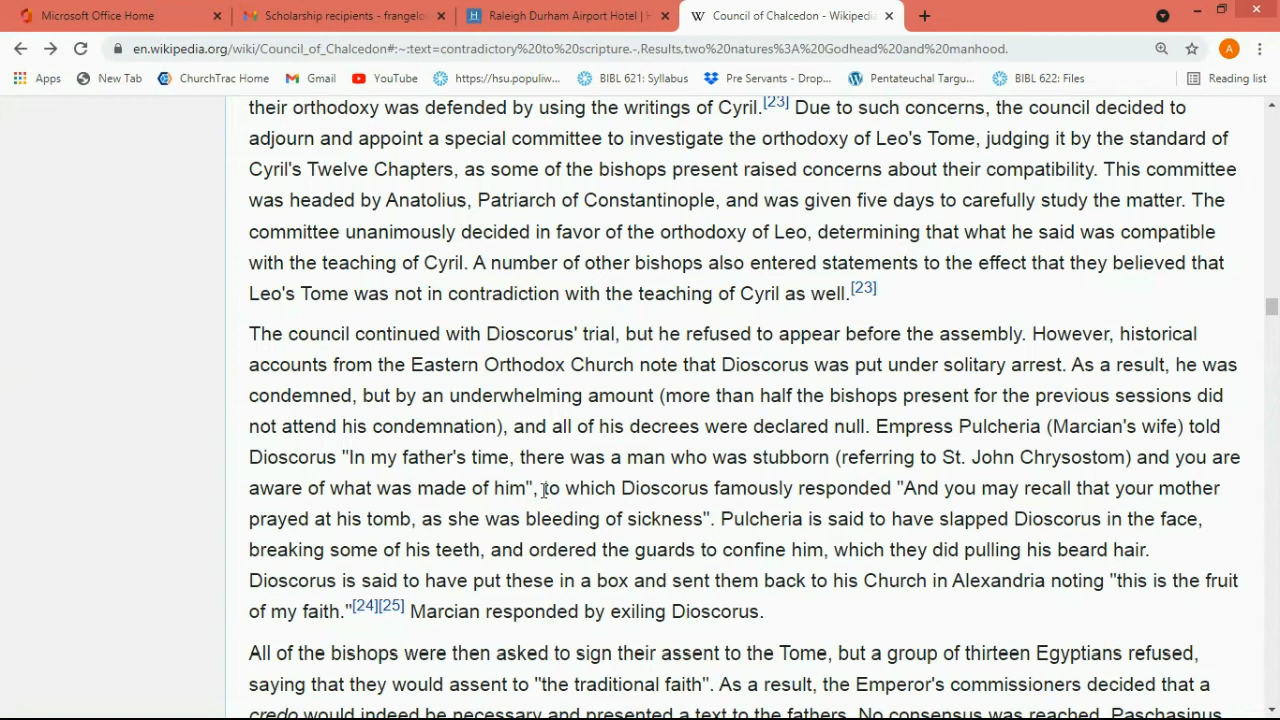 Microsoft Office Home
Scholarship recipients - frangelo
Raleigh Durham Airport Hotel | H
W Council of Chalcedon - Wikipedia
en.wikipedia.org/wiki/Council_of_Chalcedon#:~:text=contradictory%20to%20scripture.-,Results,two%20natures%3A%20Godhead%20and%20manhood.
A
Apps
New Tab
ChurchTrac Home
Gmail
YouTube
https://hsu.populiw...
BIBL 621: Syllabus
Pre Servants - Drop...
Pentateuchal Targu...
BIBL 622: Files
Reading list
their orthodoxy was defended by using the writings of Cyril.[23] Due to such concerns, the council decided to
adjourn and appoint a special committee to investigate the orthodoxy of Leo's Tome, judging it by the standard of
Cyril's Twelve Chapters, as some of the bishops present raised concerns about their compatibility. This committee
was headed by Anatolius, Patriarch of Constantinople, and was given five days to carefully study the matter. The
committee unanimously decided in favor of the orthodoxy of Leo, determining that what he said was compatible
with the teaching of Cyril. A number of other bishops also entered statements to the effect that they believed that
Leo's Tome was not in contradiction with the teaching of Cyril as well.[23]
The council continued with Dioscorus' trial, but he refused to appear before the assembly. However, historical
accounts from the Eastern Orthodox Church note that Dioscorus was put under solitary arrest. As a result, he was
condemned, but by an underwhelming amount (more than half the bishops present for the previous sessions did
not attend his condemnation), and all of his decrees were declared null. Empress Pulcheria (Marcian's wife) told
Dioscorus "In my father's time, there was a man who was stubborn (referring to St. John Chrysostom) and you are
aware of what was made of him", to which Dioscorus famously responded "And you may recall that your mother
prayed at his tomb, as she was bleeding of sickness". Pulcheria is said to have slapped Dioscorus in the face,
breaking some of his teeth, and ordered the guards to confine him, which they did pulling his beard hair.
Dioscorus is said to have put these in a box and sent them back to his Church in Alexandria noting "this is the fruit
of my faith."[24][25] Marcian responded by exiling Dioscorus.
All of the bishops were then asked to sign their assent to the Tome, but a group of thirteen Egyptians refused,
saying that they would assent to "the traditional faith". As a result, the Emperor's commissioners decided that a
credo would indeed be necessary and presented a text to the fathers. No consensus was reached. Paschasinus